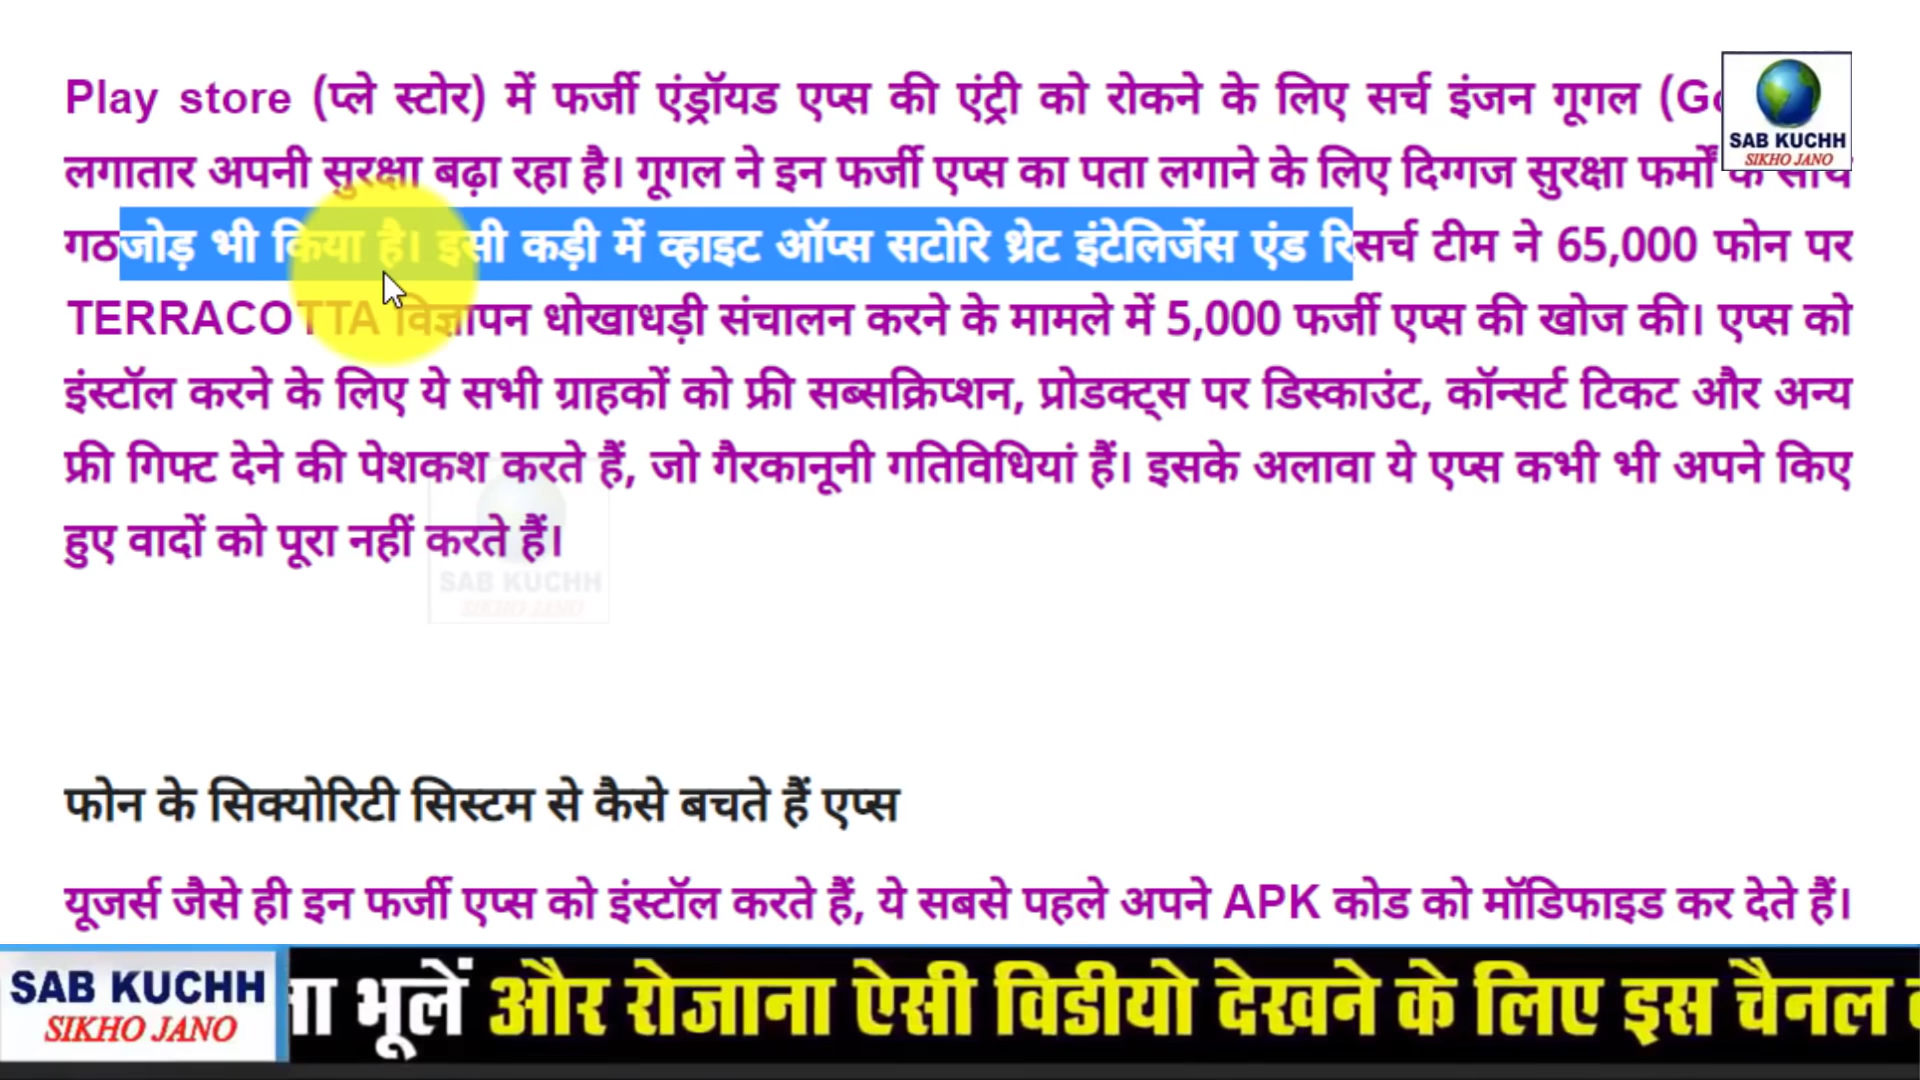 Play store (प्ले स्टोर) में फर्जी एंड्रॉयड एप्स की एंट्री को रोकने के लिए सर्च इंजन गूगल
SAB KUCHH
SIKHO JANO
लगातार अपनी सुरक्षा बढ़ा रहा है। गूगल ने इन फर्जी एप्स का पता लगाने के लिए दिग्गज सुरक्षा फर्मों के साथ
गठजोड़ भी किया है। इसी कड़ी में व्हाइट ऑप्स सटोरि थ्रेट इंटेलिजेंस एंड रिसर्च टीम ने 65,000 फोन पर
TERRACOTTA विज्ञापन धोखाधड़ी संचालन करने के मामले में 5,000 फर्जी एप्स की खोज की। एप्स को
इंस्टॉल करने के लिए ये सभी ग्राहकों को फ्री सब्सक्रिप्शन, प्रोडक्ट्स पर डिस्काउंट, कॉन्सर्ट टिकट और अन्य
फ्री गिफ्ट देने की पेशकश करते हैं, जो गैरकानूनी गतिविधियां हैं। इसके अलावा ये एप्स कभी भी अपने किए
हुए वादों को पूरा नहीं करते हैं।
SAB KUCHH
SIKHO JANO
फोन के सिक्योरिटी सिस्टम से कैसे बचते हैं एप्स
यूजर्स जैसे ही इन फर्जी एप्स को इंस्टॉल करते हैं, ये सबसे पहले अपने APK कोड को मॉडिफाइड कर देते हैं।
SAB KUCHH
SIKHO JANO
भूलें और रोजाना ऐसी विडीयो देखने के लिए इस चैनल